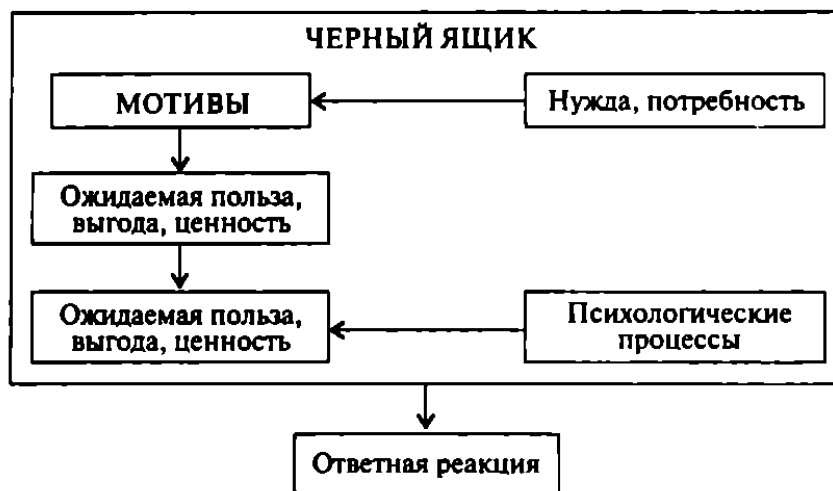 ЧЕРНЫЙ ЯЩИК
МОТИВЫ
Нужда, потребность
Ожидаемая польза,
выгода, ценность
Ожидаемая польза,
выгода, ценность
Психологические
процессы
Ответная реакция